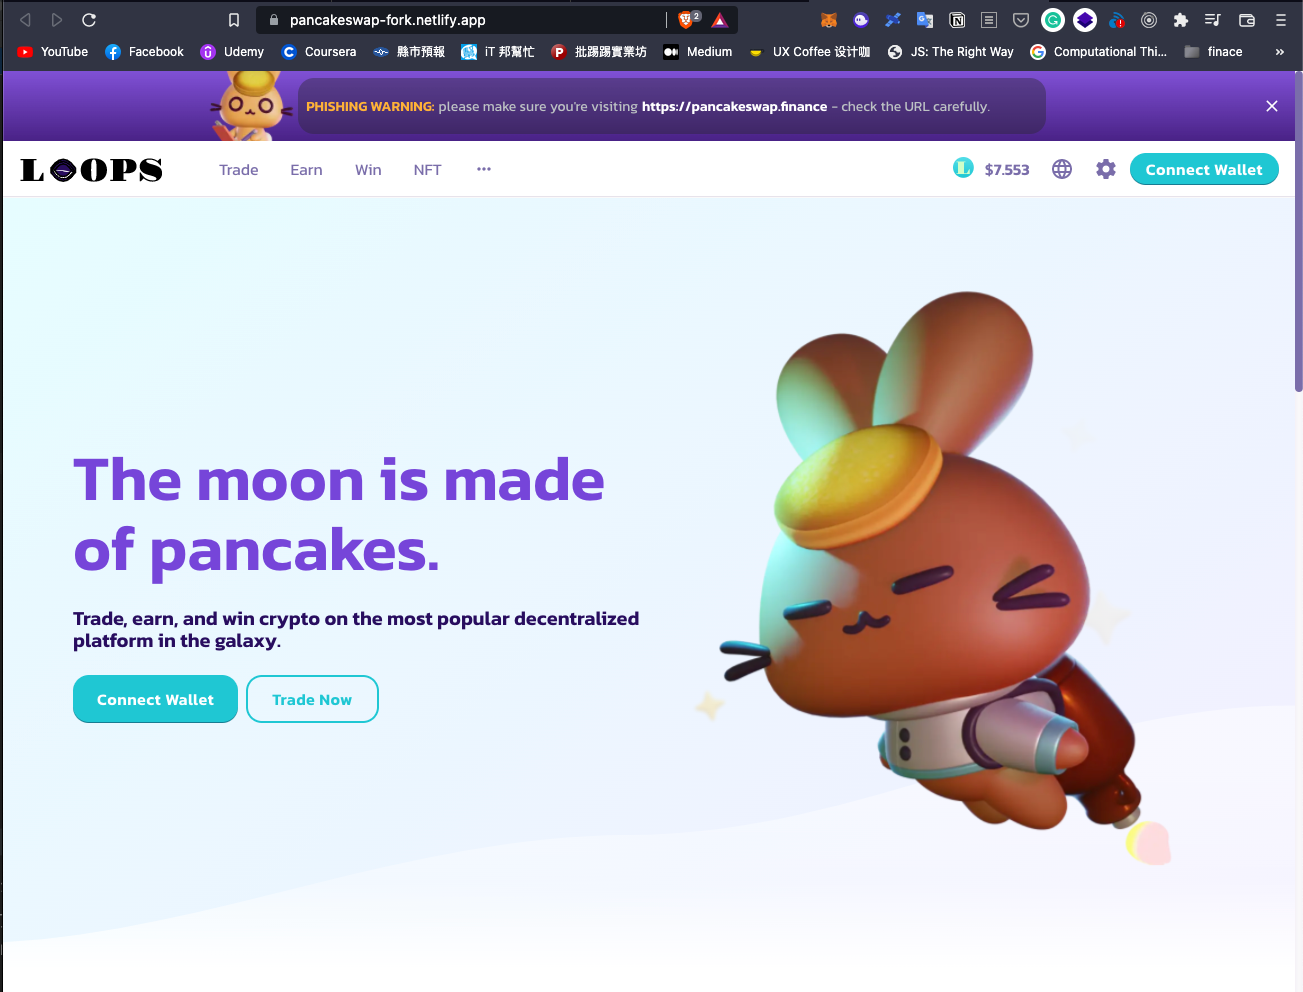 pancakeswap-fork.netlify.app
2
YouTube Facebook Udemy Coursera 縣市預報 iT 邦幫忙 批踢踢實業坊 Medium UX Coffee 设计咖 JS: The Right Way Computational Thi... finace »
PHISHING WARNING: please make sure you're visiting https://pancakeswap.finance - check the URL carefully.
LOOPS Trade Earn Win NFT ··· L $7.553 Connect Wallet
The moon is made
of pancakes.
Trade, earn, and win crypto on the most popular decentralized
platform in the galaxy.
Connect Wallet Trade Now